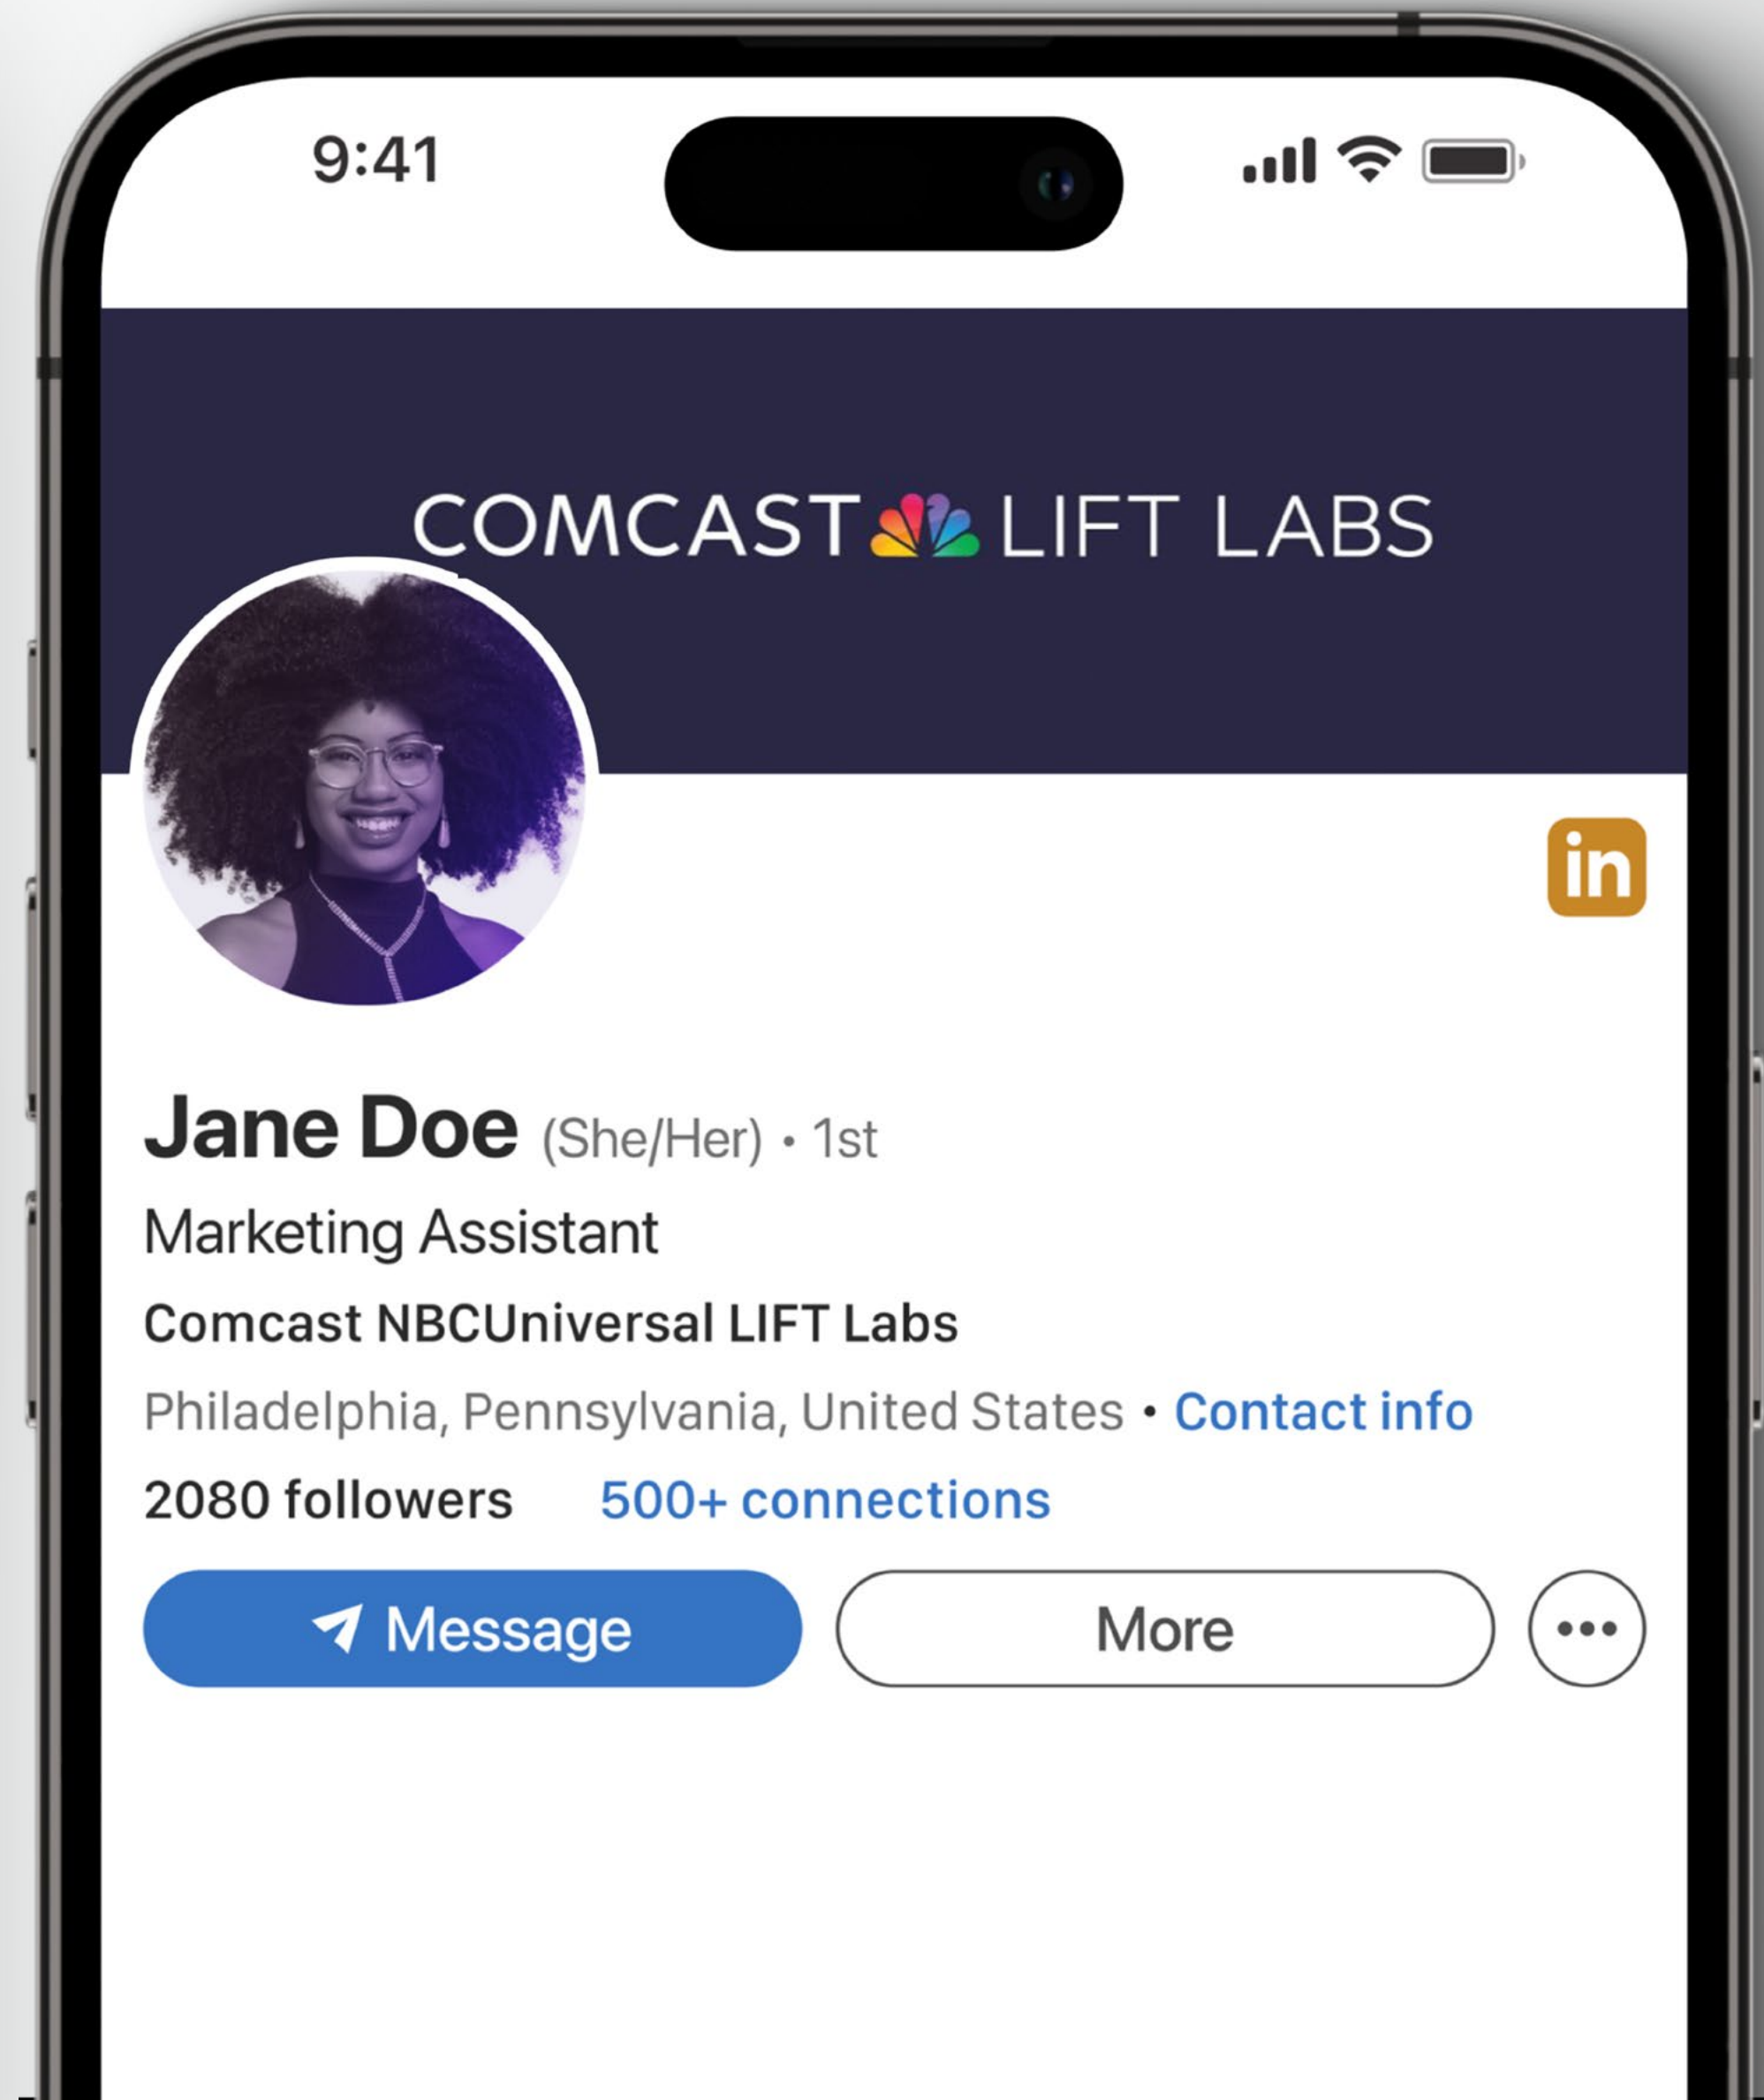 9:41
COMCAST LIFT LABS
in
Jane Doe (She/Her) • 1st
Marketing Assistant
Comcast NBCUniversal LIFT Labs
Philadelphia, Pennsylvania, United States • Contact info
2080 followers 500+ connections
Message More •••